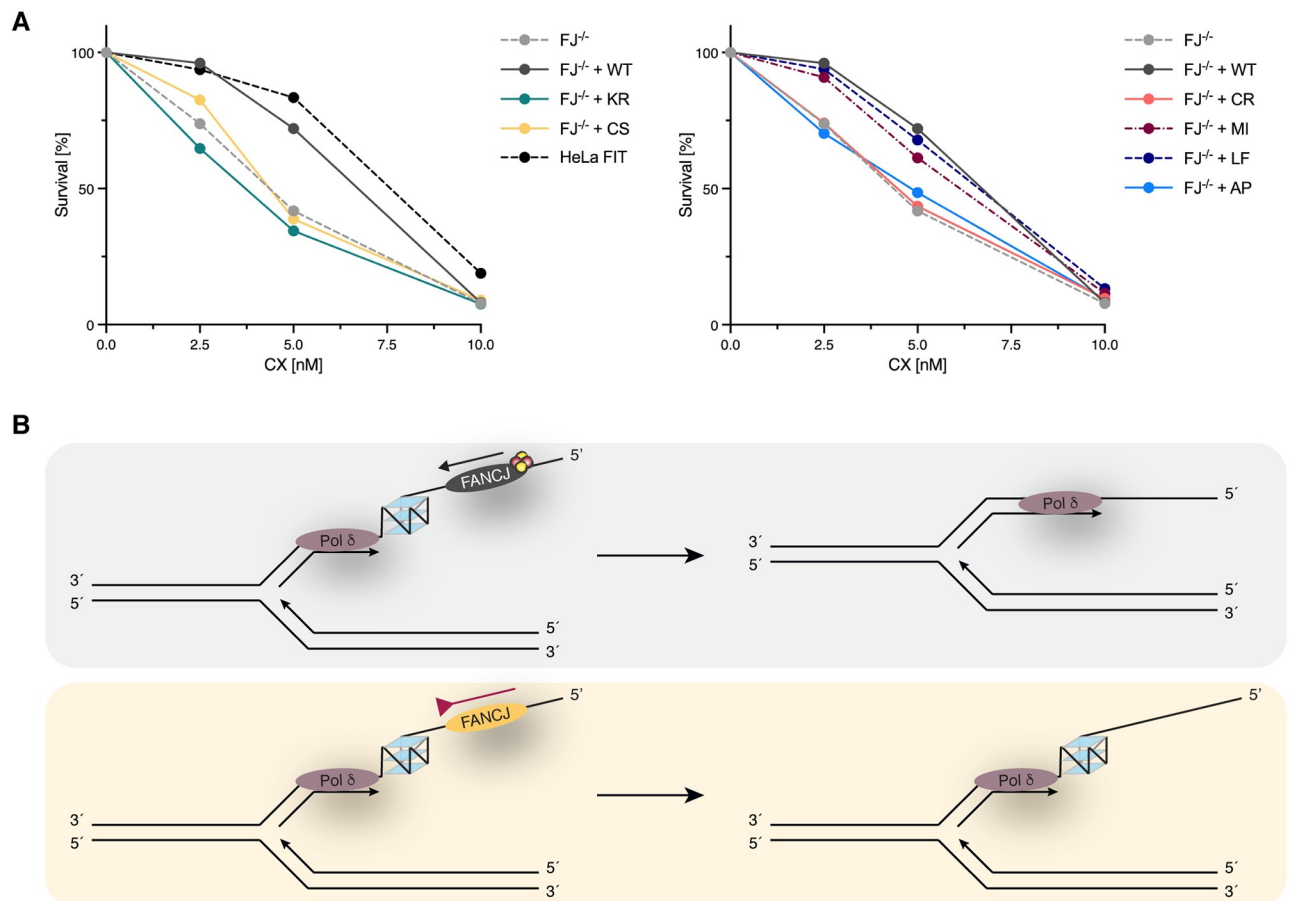 A
Survival [%]
100
50
0
0.0 2.5 5.0 7.5 10.0
CX [nM]
FJ-/-
FJ-/- + WT
FJ-/- + KR
FJ-/- + CS
HeLa FIT
Survival [%]
100
50
0
0.0 2.5 5.0 7.5 10.0
CX [nM]
FJ-/-
FJ-/- + WT
FJ-/- + CR
FJ-/- + MI
FJ-/- + LF
FJ-/- + AP
B
5’
FANCJ
Pol δ
3´
5´
5´
3´
5´
Pol δ
3´
5´
5´
3´
5’
FANCJ
Pol δ
3´
5´
5´
3´
5’
Pol δ
3´
5´
5´
3´